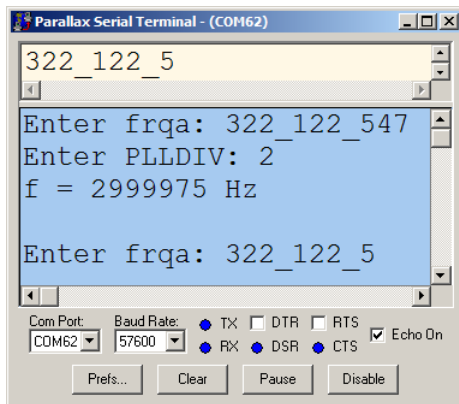 Parallax Serial Terminal - (COM62)
322_122_5
Enter frqa: 322_122_547
Enter PLLDIV: 2
f = 2999975 Hz
Enter frqa: 322_122_5
Com Port: Baud Rate: TX DTR RTS
COM62 57600 RX DSR CTS Echo On
Prefs... Clear Pause Disable